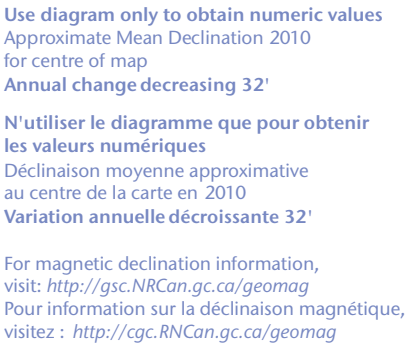 Use diagram only to obtain numeric values
Approximate Mean Declination 2010
for centre of map
Annual change decreasing 32'
N'utiliser le diagramme que pour obtenir
les valeurs numériques
Déclinaison moyenne approximative
au centre de la carte en 2010
Variation annuelle décroissante 32'
For magnetic declination information,
visit: http://gsc.NRCan.gc.ca/geomag
Pour information sur la déclinaison magnétique,
visitez : http://cgc.RNCan.gc.ca/geomag